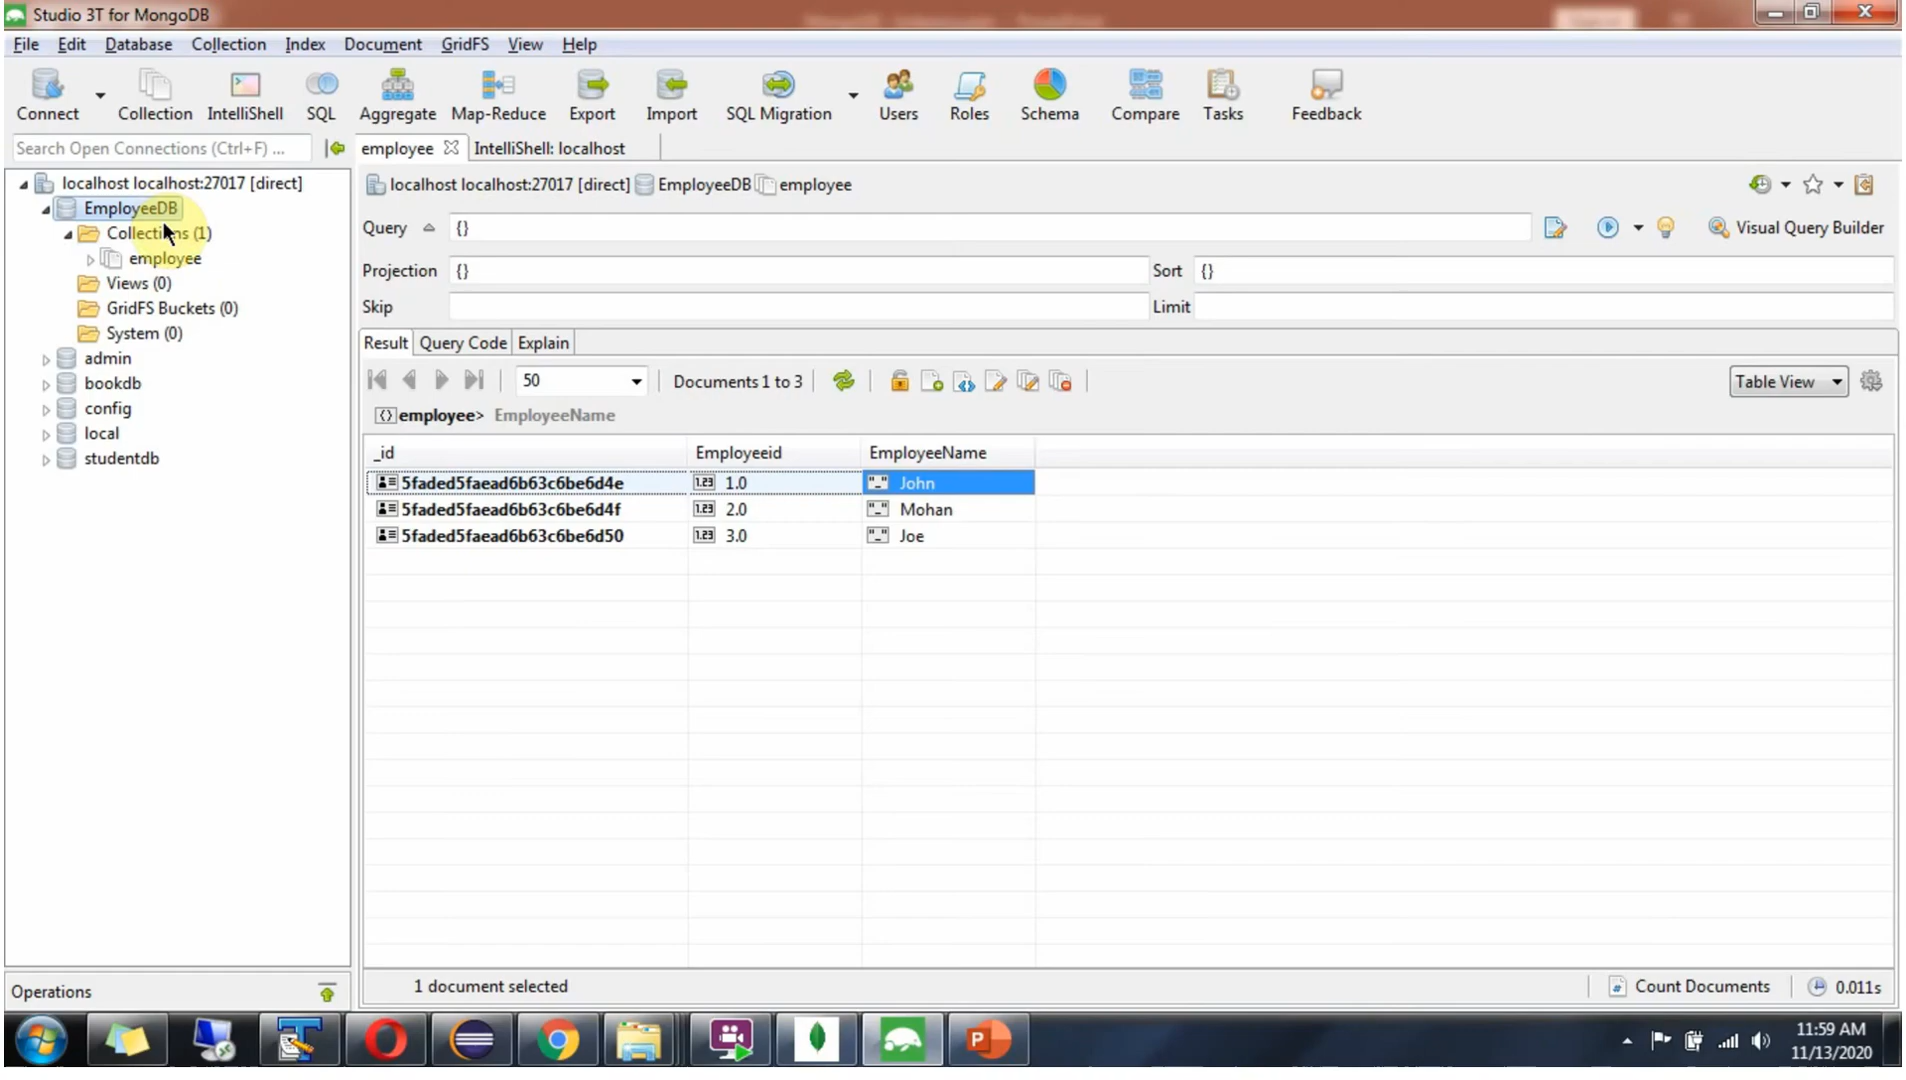 Studio 3T for MongoDB
File Edit Database Collection Index Document GridFS View Help
Connect Collection IntelliShell SQL Aggregate Map-Reduce Export Import SQL Migration Users Roles Schema Compare Tasks Feedback
Search Open Connections (Ctrl+F) ...
employee IntelliShell: localhost
localhost localhost:27017 [direct]
EmployeeDB
Collections (1)
employee
Views (0)
GridFS Buckets (0)
System (0)
admin
bookdb
config
local
studentdb
localhost localhost:27017 [direct] EmployeeDB employee
Query {} Visual Query Builder
Projection {} Sort {}
Skip Limit
Result Query Code Explain
50 Documents 1 to 3 Table View
employee> EmployeeName
_id Employeeid EmployeeName
5faded5faead6b63c6be6d4e 1.0 John
5faded5faead6b63c6be6d4f 2.0 Mohan
5faded5faead6b63c6be6d50 3.0 Joe
Operations
1 document selected Count Documents 0.011s
11:59 AM
11/13/2020